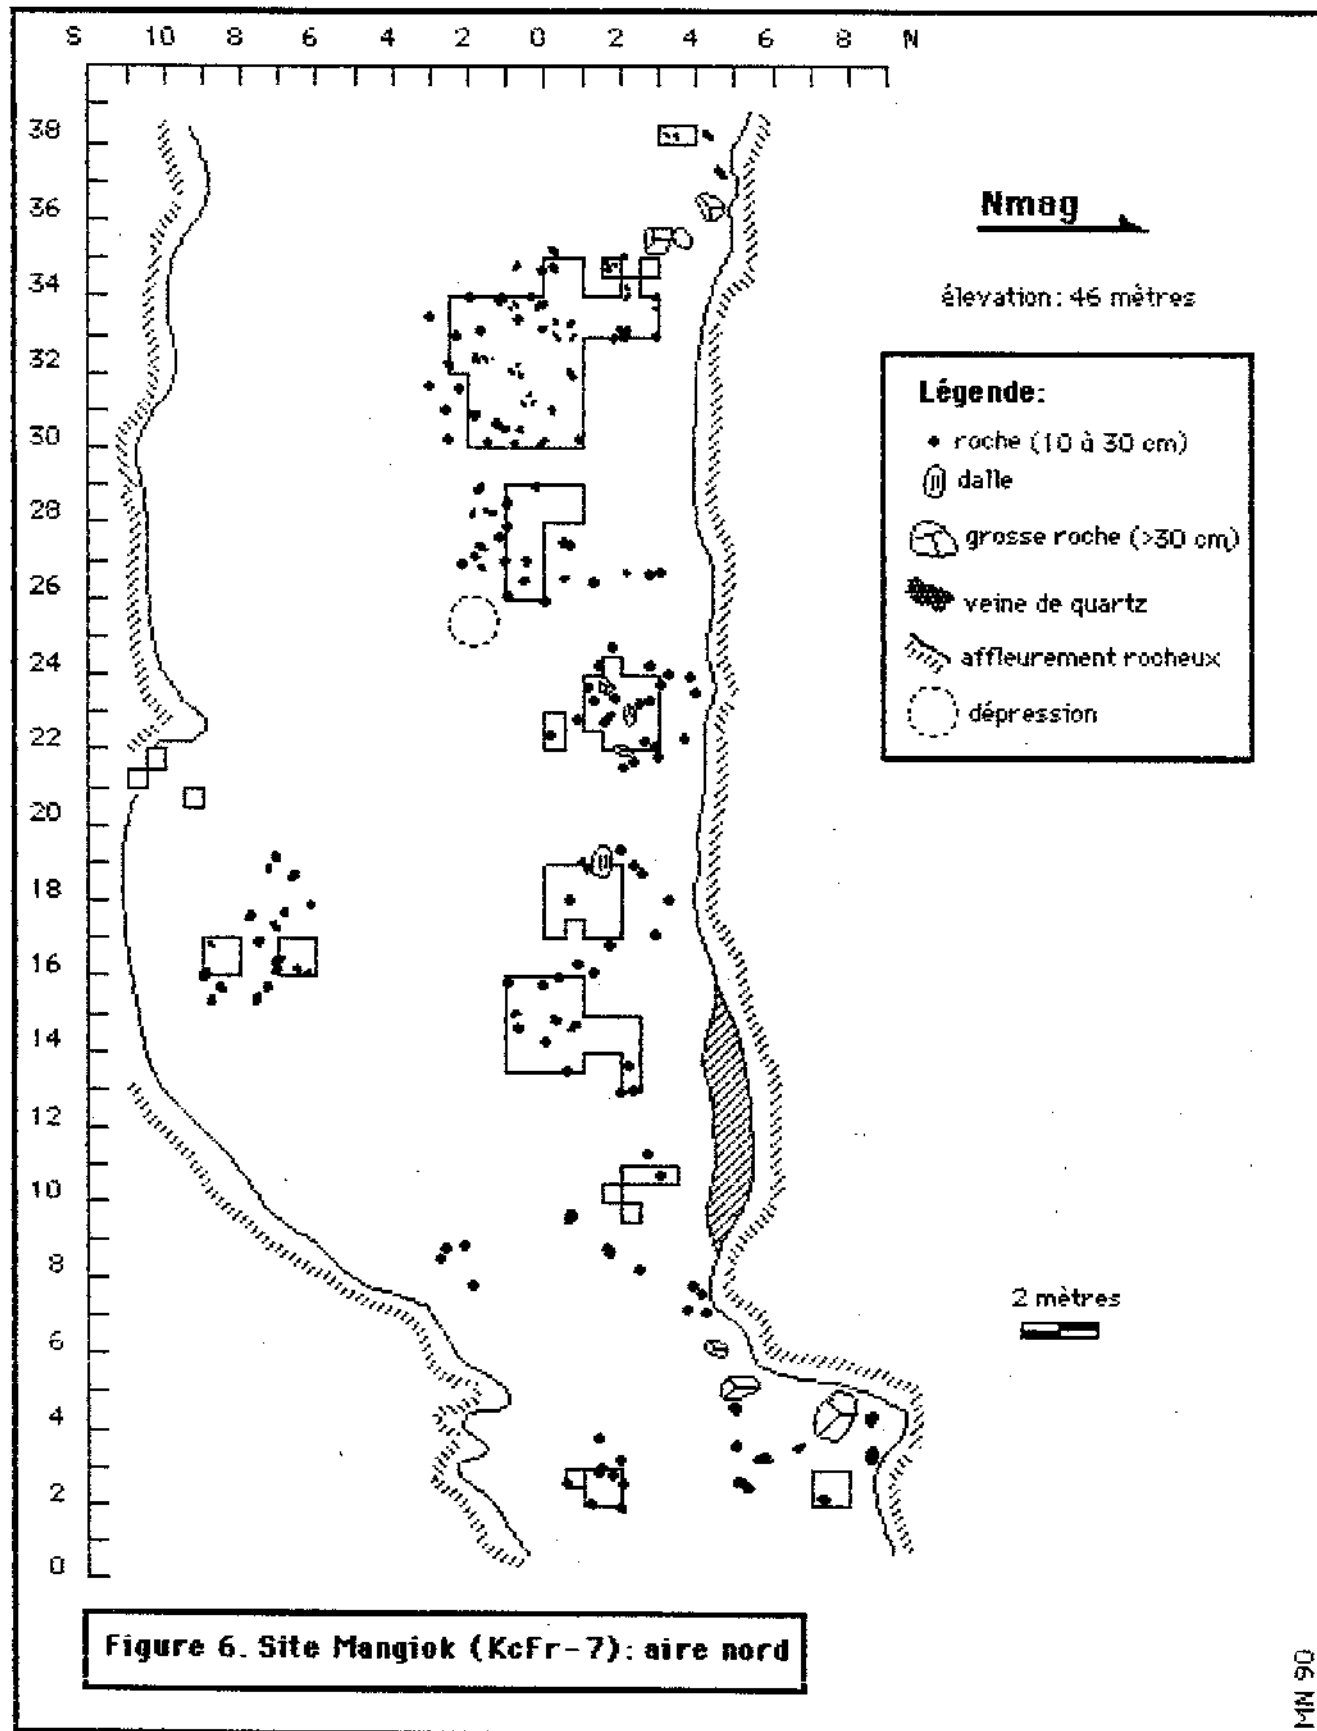 S 10 8 6 4 2 0 2 4 6 8 N
38
36
34
32
30
28
26
24
22
20
18
16
14
12
10
8
6
4
2
0
Nmag
élevation: 46 mètres
Légende:
roche (10 à 30 cm)
dalle
grosse roche (>30 cm)
veine de quartz
affleurement rocheux
dépression
2 mètres
Figure 6. Site Mangiok (KcFr-7): aire nord
MN 90